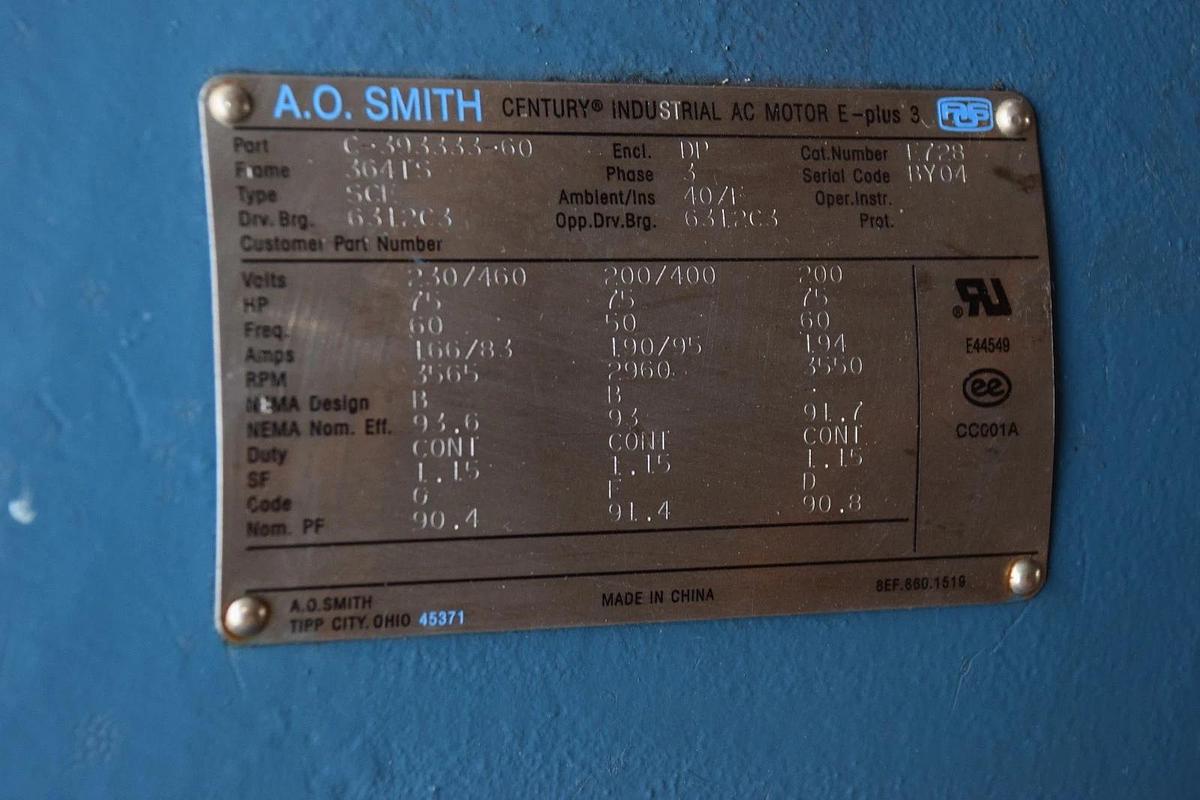 A.O. SMITH CENTURY® INDUSTRIAL AC MOTOR E-plus 3
Part C-393333-60 Encl. DP Cat.Number E728
Frame 364TS Phase 3 Serial Code BY04
Type SCE Ambient/Ins 40/F Oper.Instr.
Drv.Brg. 6312C3 Opp.Drv.Brg. 6312C3 Prot.
Customer Part Number
Volts 230/460 200/400 200
HP 75 75 75
Freq. 60 50 60
Amps 166/83 190/95 194
RPM 3565 2960 3550
NEMA Design B B -
NEMA Nom. Eff. 93.6 93 91.7
Duty CONT CONT CONT
SF 1.15 1.15 1.15
Code G F D
Nom. PF 90.4 91.4 90.8
®
E44549
ee
CC001A
A.O.SMITH
TIPP CITY.OHIO 45371
MADE IN CHINA
8EF.660.1519